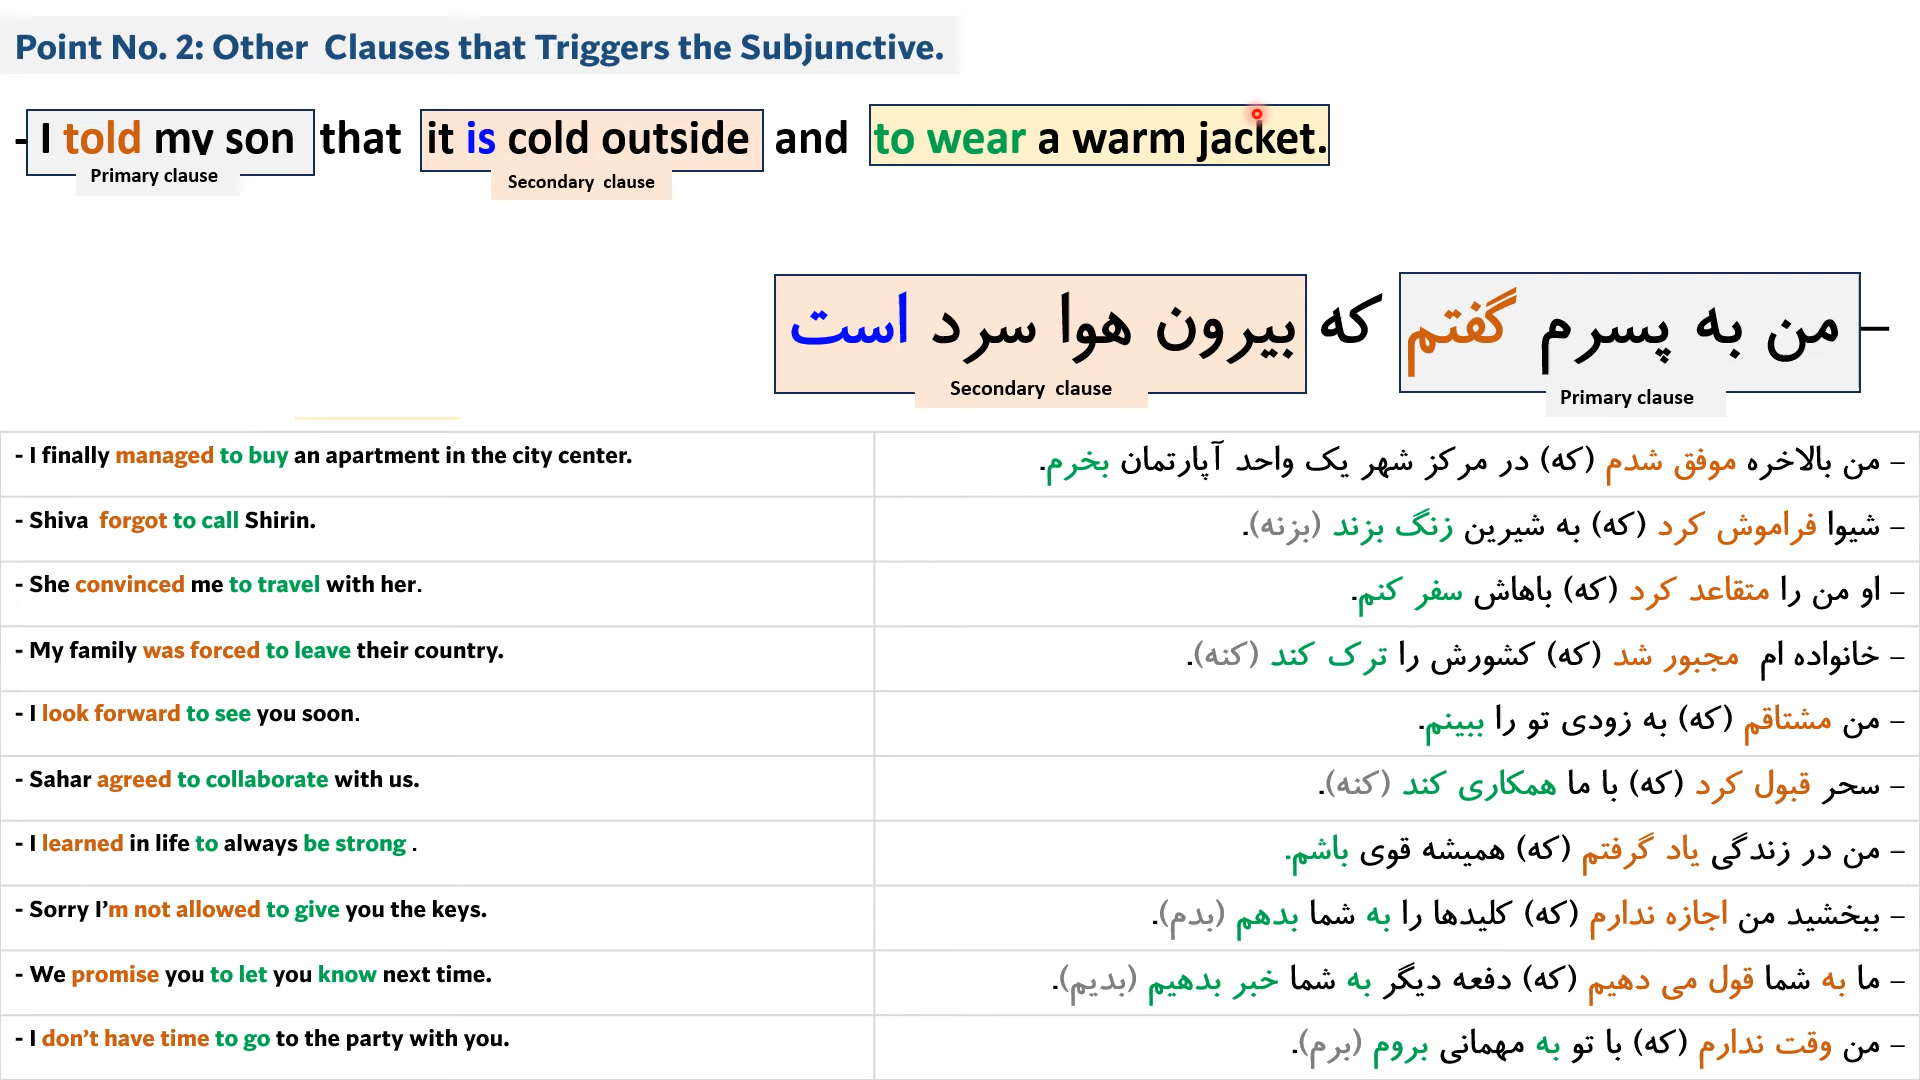 Point No. 2: Other Clauses that Triggers the Subjunctive.
- I told my son that it is cold outside and to wear a warm jacket.
Primary clause Secondary clause
– من به پسرم گفتم که بیرون هوا سرد است
Primary clause Secondary clause
- I finally managed to buy an apartment in the city center.
– من بالاخره موفق شدم (که) در مرکز شهر یک واحد آپارتمان بخرم.
- Shiva forgot to call Shirin.
– شیوا فراموش کرد (که) به شیرین زنگ بزند (بزنه).
- She convinced me to travel with her.
– او من را متقاعد کرد (که) باهاش سفر کنم.
- My family was forced to leave their country.
– خانواده ام مجبور شد (که) کشورش را ترک کند (کنه).
- I look forward to see you soon.
– من مشتاقم (که) به زودی تو را ببینم.
- Sahar agreed to collaborate with us.
– سحر قبول کرد (که) با ما همکاری کند (کنه).
- I learned in life to always be strong .
– من در زندگی یاد گرفتم (که) همیشه قوی باشم.
- Sorry I’m not allowed to give you the keys.
– ببخشید من اجازه ندارم (که) کلیدها را به شما بدهم (بدم).
- We promise you to let you know next time.
– ما به شما قول می دهیم (که) دفعه دیگر به شما خبر بدهیم (بدیم).
- I don’t have time to go to the party with you.
– من وقت ندارم (که) با تو به مهمانی بروم (برم).